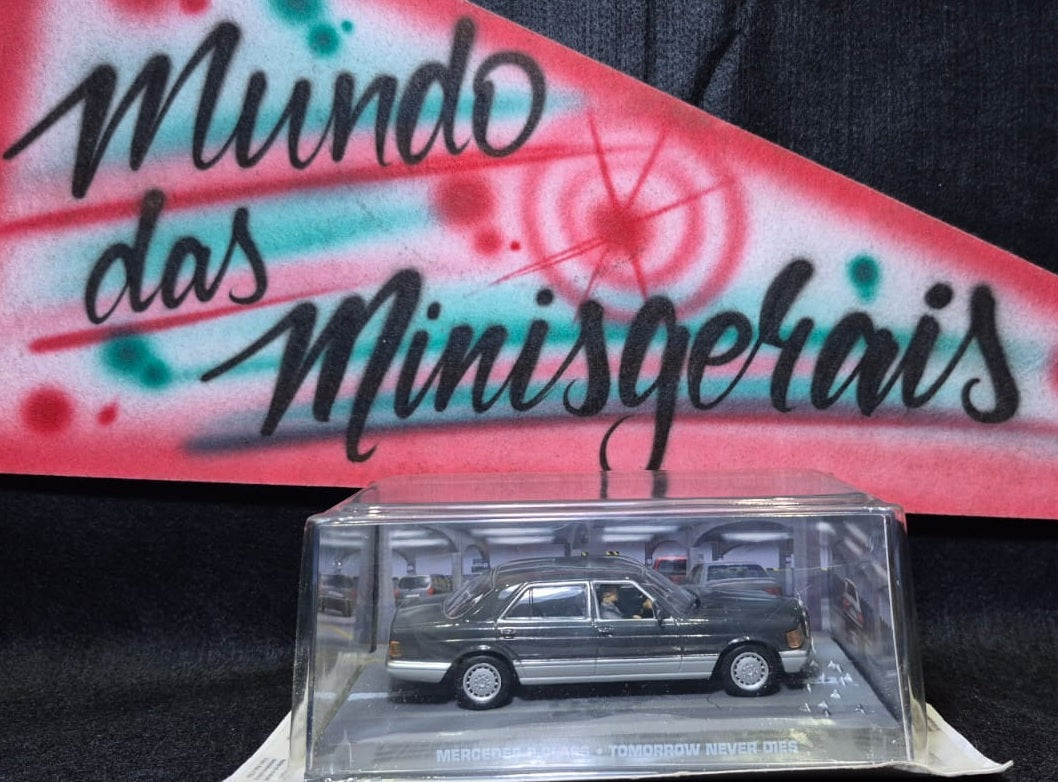 Mundo
das
Minisgerais
MERCEDES S CLASS • TOMORROW NEVER DIES